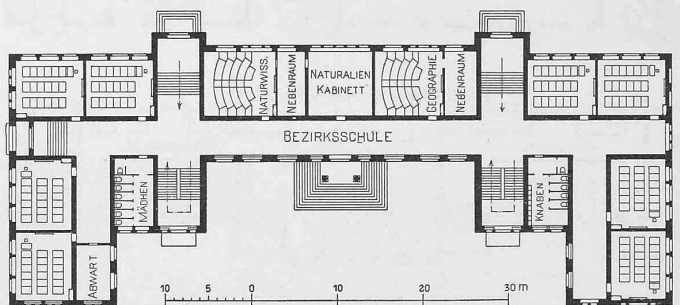 NATURWISS.
NEBENRAUM
NATURALIEN
KABINETT
GEOGRAPHIE
NEBENRAUM
BEZIRKSSCHULE
MÄDCHEN
KNABEN
ABWART
10 5 0 10 20 30 m